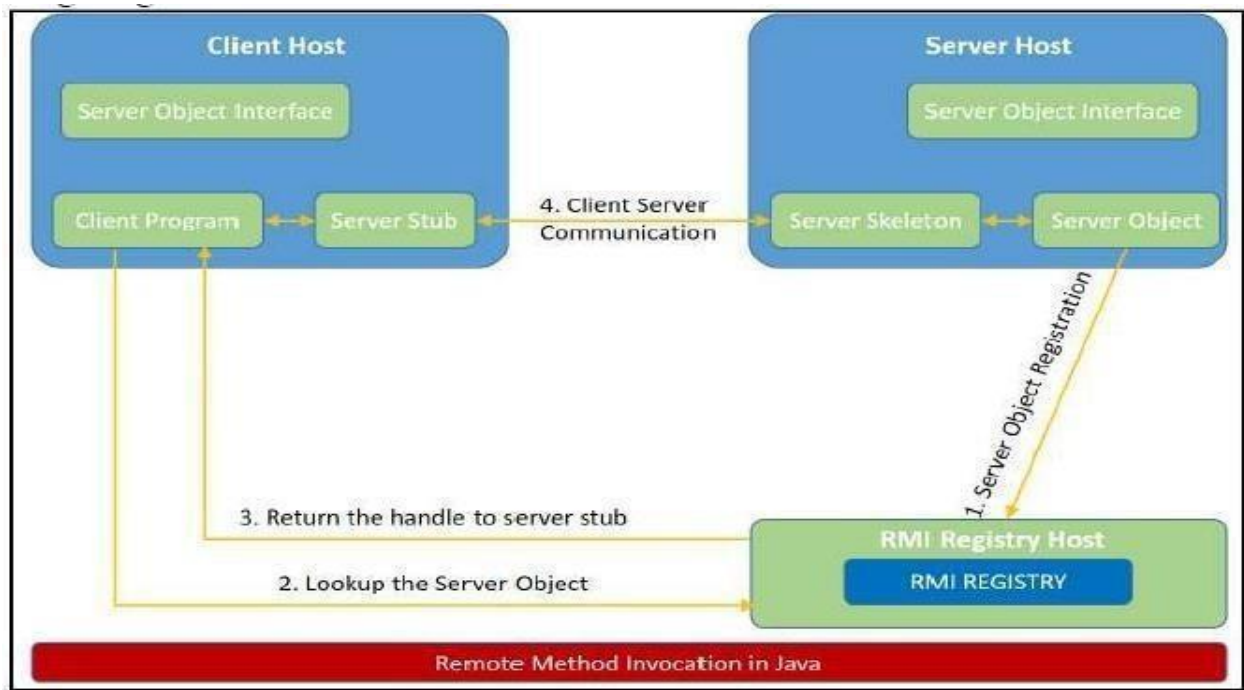 Client Host
Server Object Interface
Client Program
Server Stub
4. Client Server
Communication
Server Host
Server Object Interface
Server Skeleton
Server Object
1. Server Object Registration
3. Return the handle to server stub
2. Lookup the Server Object
RMI Registry Host
RMI REGISTRY
Remote Method Invocation in Java